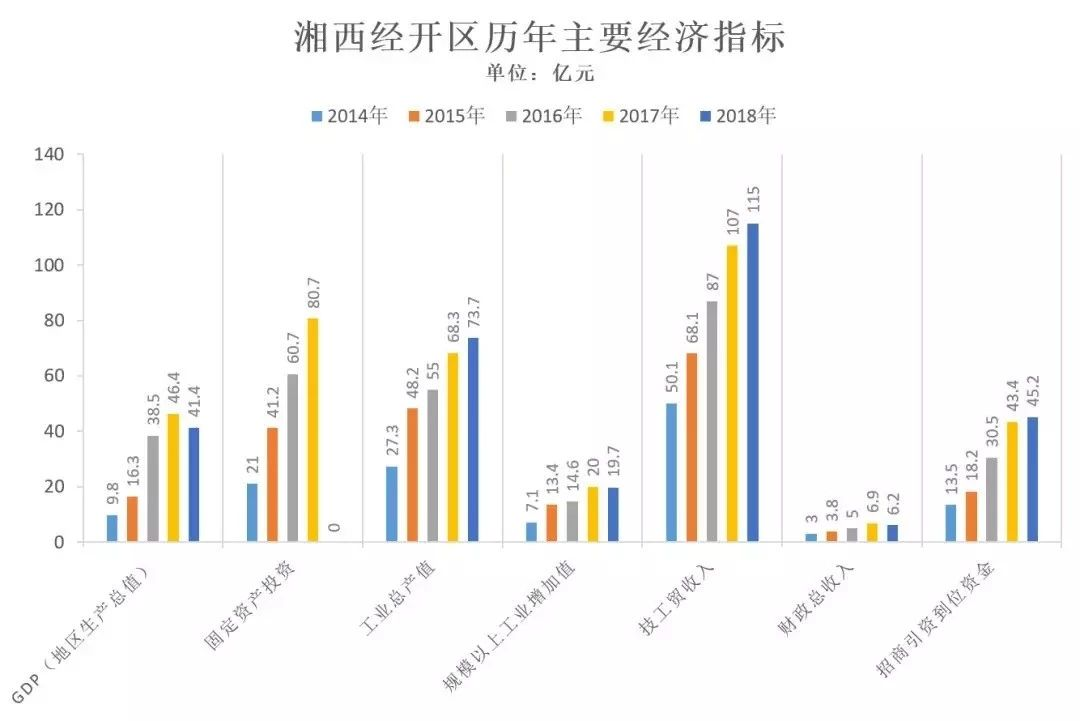 湘西经开区历年主要经济指标
单位：亿元
2014年 2015年 2016年 2017年 2018年
140
120
100
80
60
40
20
0
9.8 16.3 38.5 46.4 41.4
21 41.2 60.7 80.7 0
27.3 48.2 55 68.3 73.7
7.1 13.4 14.6 20 19.7
50.1 68.1 87 107 115
3 3.8 5 6.9 6.2
13.5 18.2 30.5 43.4 45.2
GDP（地区生产总值）
固定资产投资
工业总产值
规模以上工业增加值
技工贸收入
财政总收入
招商引资到位资金